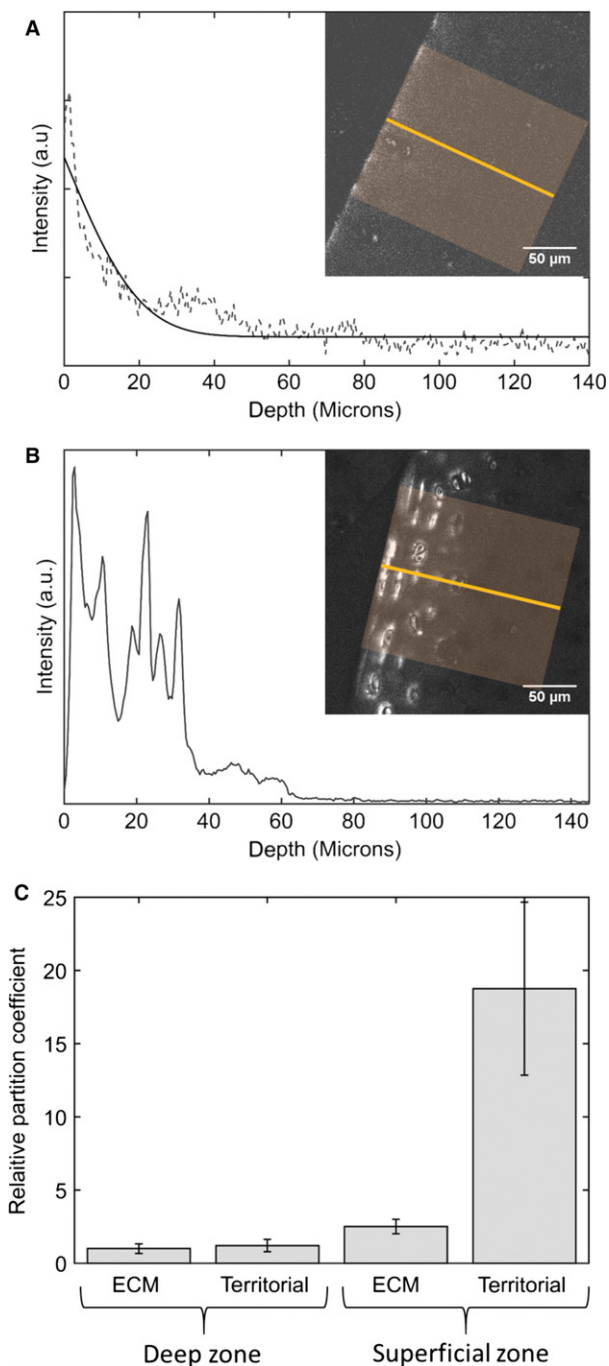 A
Intensity (a.u)
50 µm
0 20 40 60 80 100 120 140
Depth (Microns)
B
Intensity (a.u.)
50 µm
0 20 40 60 80 100 120 140
Depth (Microns)
C
Relaitive partition coefficient
25
20
15
10
5
0
ECM Territorial ECM Territorial
Deep zone Superficial zone